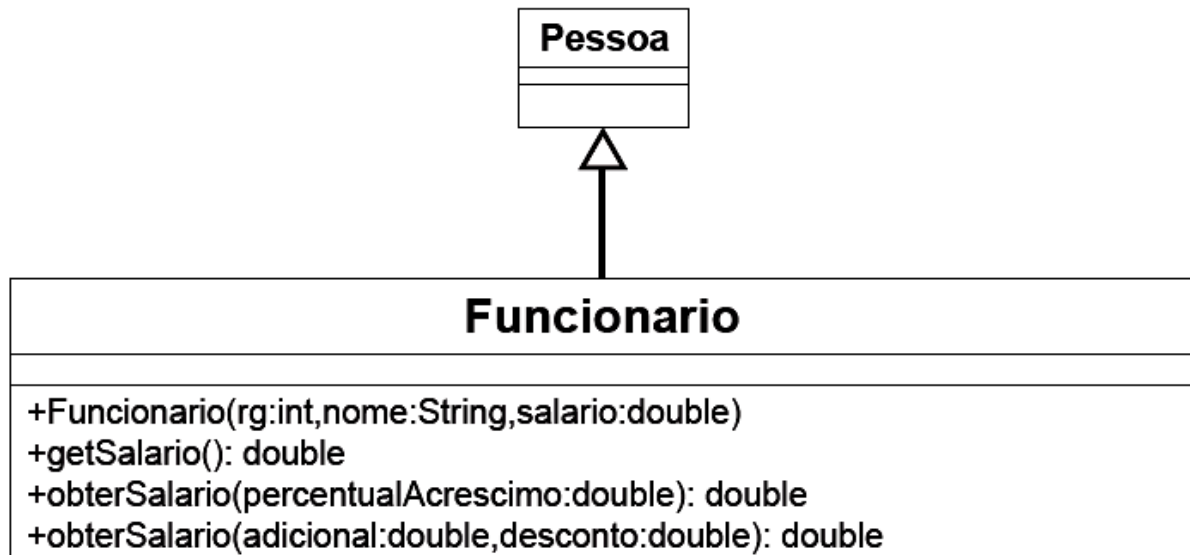 Pessoa
Funcionario
+Funcionario(rg:int,nome:String,salario:double)
+getSalario(): double
+obterSalario(percentualAcrescimo:double): double
+obterSalario(adicional:double,desconto:double): double